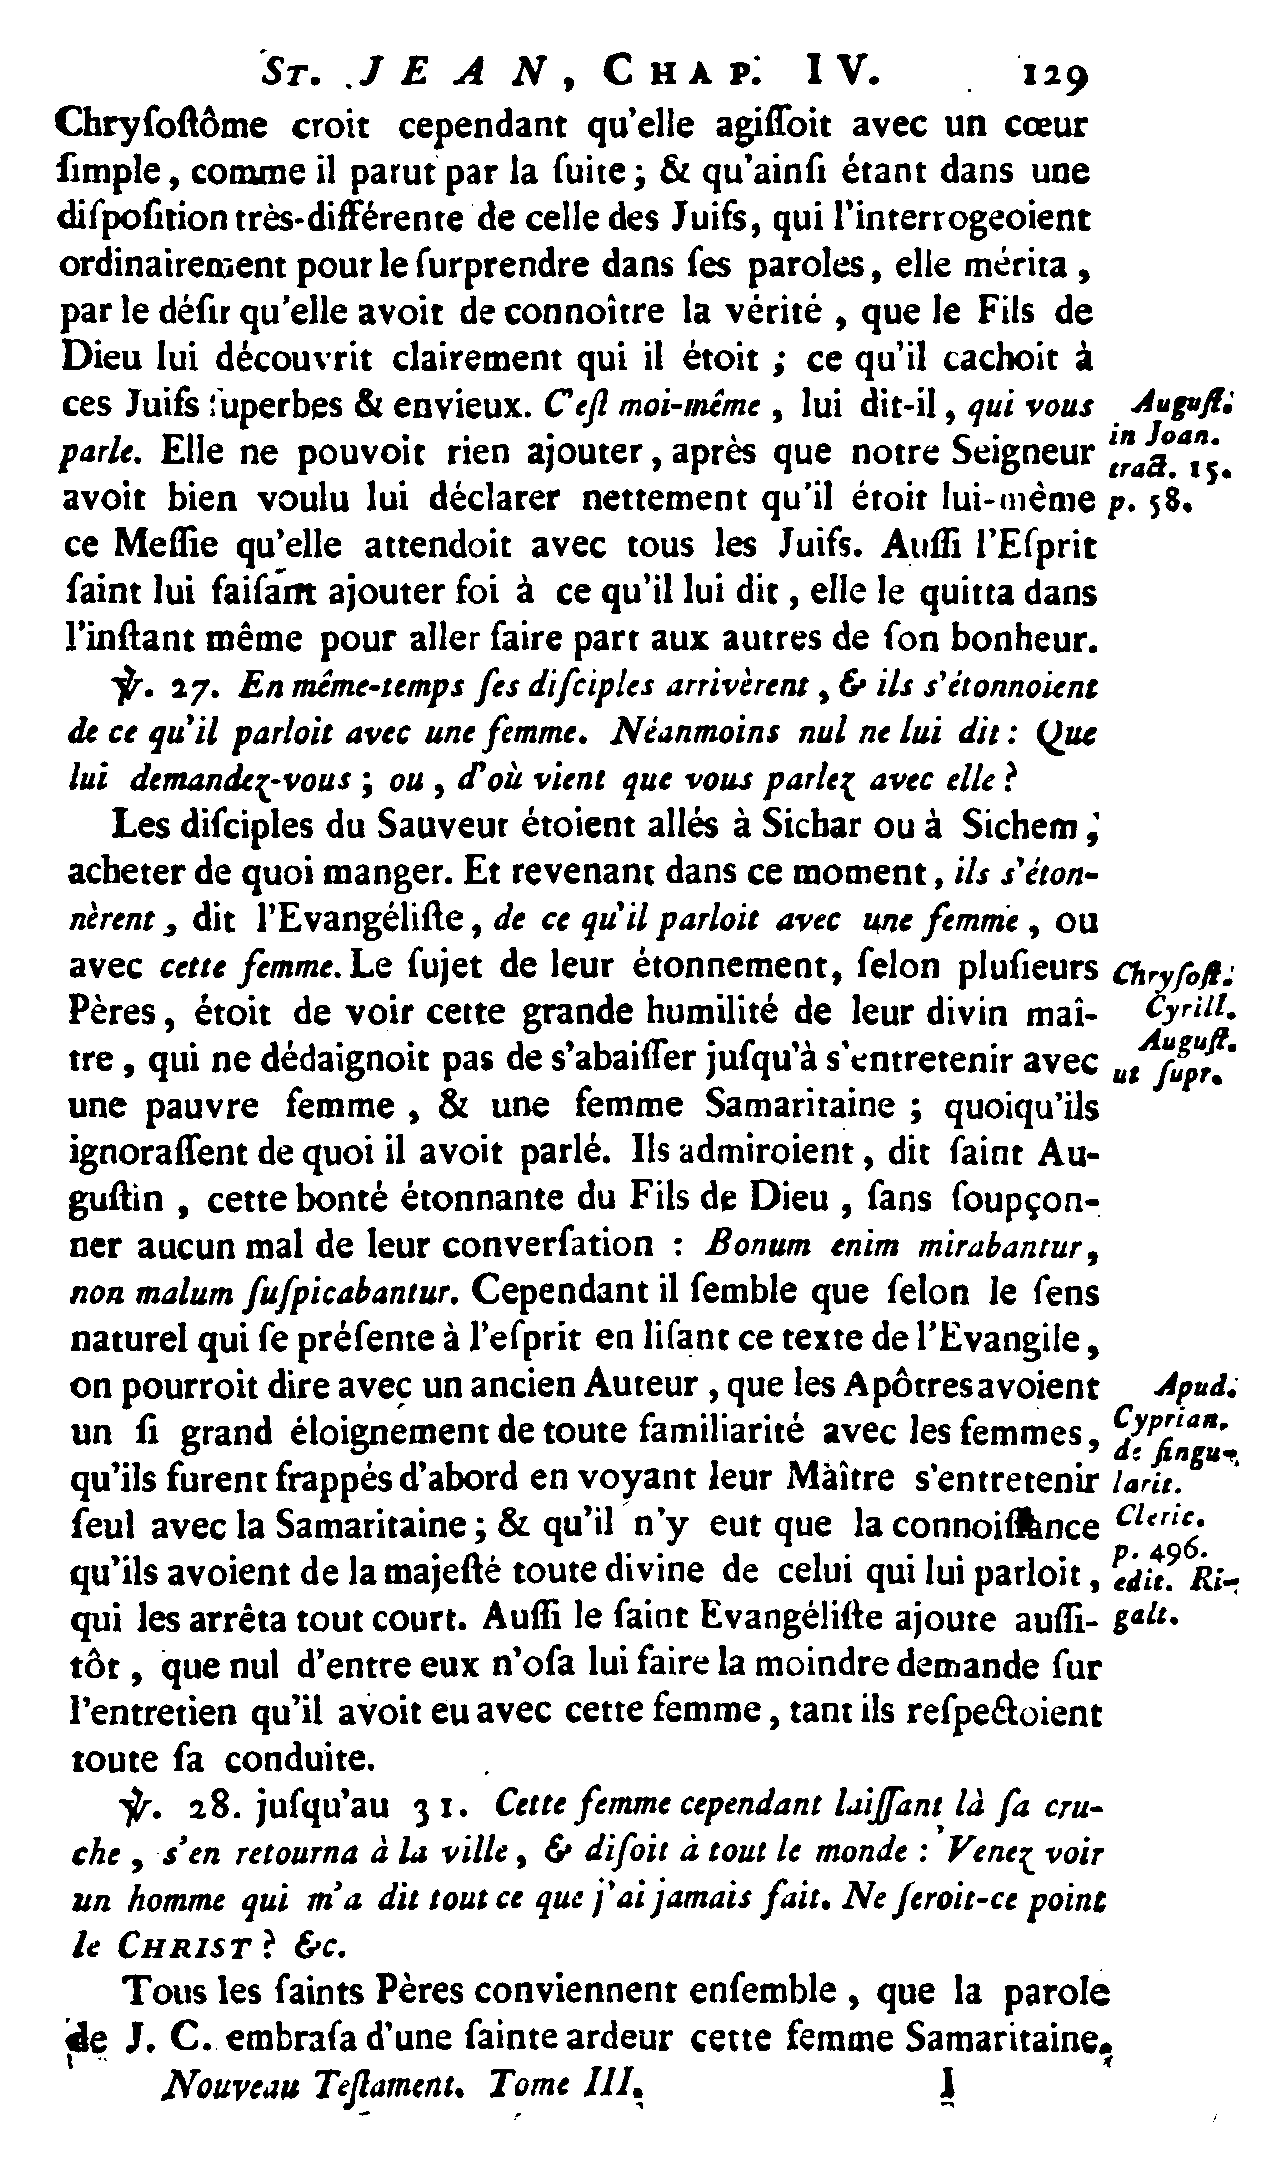 ST. JEAN, CHAP. IV. 129
Chryſoſtôme croit cependant qu'elle agiſſoit avec un cœur
ſimple, comme il parut par la ſuite; & qu'ainſi étant dans une
diſpoſition très-différente de celle des Juifs, qui l'interrogeoient
ordinairement pour le ſurprendre dans ſes paroles, elle mérita,
par le déſir qu'elle avoit de connoître la vérité, que le Fils de
Dieu lui découvrit clairement qui il étoit; ce qu'il cachoit à
ces Juifs ſuperbes & envieux. C'eſt moi-même, lui dit-il, qui vous
parle. Elle ne pouvoit rien ajouter, après que notre Seigneur
avoit bien voulu lui déclarer nettement qu'il étoit lui-même
ce Meſſie qu'elle attendoit avec tous les Juifs. Auſſi l'Eſprit
ſaint lui faiſant ajouter foi à ce qu'il lui dit, elle le quitta dans
l'inſtant même pour aller faire part aux autres de ſon bonheur.
Auguſt.
in Joan.
tract. 15.
p. 58.
℣. 27. En même-temps ſes diſciples arrivèrent, & ils s'étonnoient
de ce qu'il parloit avec une femme. Néanmoins nul ne lui dit: Que
lui demandez-vous; ou, d'où vient que vous parlez avec elle?
Les diſciples du Sauveur étoient allés à Sichar ou à Sichem,
acheter de quoi manger. Et revenant dans ce moment, ils s'éton-
nèrent, dit l'Evangéliſte, de ce qu'il parloit avec une femme, ou
avec cette femme. Le ſujet de leur étonnement, ſelon pluſieurs
Pères, étoit de voir cette grande humilité de leur divin maî-
tre, qui ne dédaignoit pas de s'abaiſſer juſqu'à s'entretenir avec
une pauvre femme, & une femme Samaritaine; quoiqu'ils
ignoraſſent de quoi il avoit parlé. Ils admiroient, dit ſaint Au-
guſtin, cette bonté étonnante du Fils de Dieu, ſans ſoupçon-
ner aucun mal de leur converſation: Bonum enim mirabantur,
non malum ſuſpicabantur. Cependant il ſemble que ſelon le ſens
naturel qui ſe préſente à l'eſprit en liſant ce texte de l'Evangile,
on pourroit dire avec un ancien Auteur, que les Apôtres avoient
un ſi grand éloignement de toute familiarité avec les femmes,
qu'ils furent frappés d'abord en voyant leur Maître s'entretenir
ſeul avec la Samaritaine; & qu'il n'y eut que la connoiſſance
qu'ils avoient de la majeſté toute divine de celui qui lui parloit,
qui les arrêta tout court. Auſſi le ſaint Evangéliſte ajoute auſſi-
tôt, que nul d'entre eux n'oſa lui faire la moindre demande ſur
l'entretien qu'il avoit eu avec cette femme, tant ils reſpectoient
toute ſa conduite.
Chryſoſt.
Cyrill.
Auguſt.
ut ſupr.
Apud.
Cyprian.
de ſingu-
larit.
Cleric.
p. 496.
edit. Ri-
galt.
℣. 28. juſqu'au 31. Cette femme cependant laiſſant là ſa cru-
che, s'en retourna à la ville, & diſoit à tout le monde: Venez voir
un homme qui m'a dit tout ce que j'ai jamais fait. Ne ſeroit-ce point
le CHRIST? &c.
Tous les ſaints Pères conviennent enſemble, que la parole
de J. C. embraſa d'une ſainte ardeur cette femme Samaritaine.
Nouveau Teſtament. Tome III. I